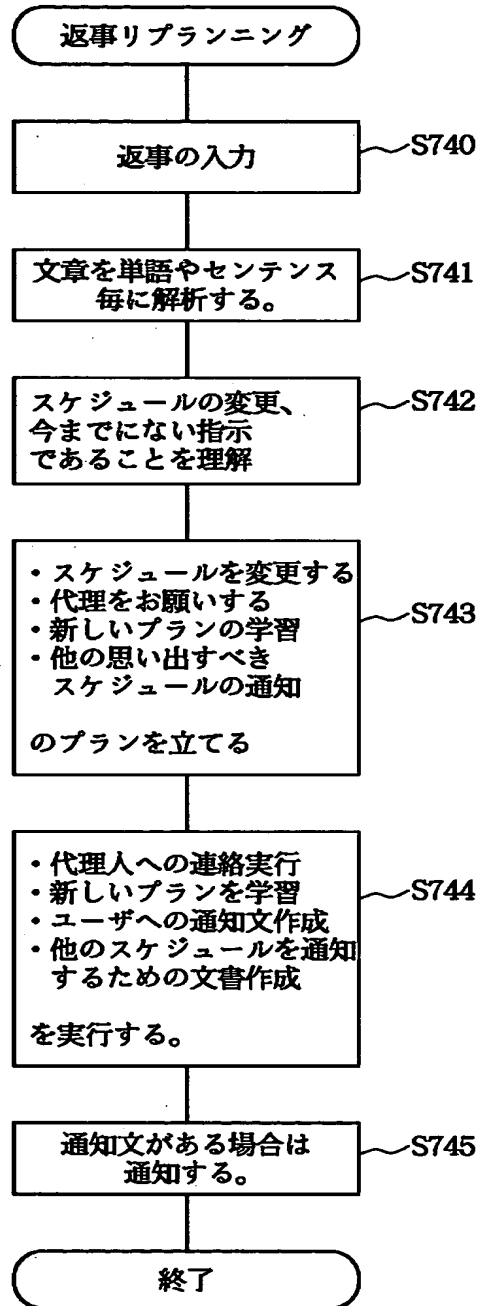 返事リプランニング
返事の入力
S740
文章を単語やセンテンス
毎に解析する。
S741
スケジュールの変更、
今までにない指示
であることを理解
S742
・スケジュールを変更する
・代理をお願いする
・新しいプランの学習
・他の思い出すべき
スケジュールの通知
のプランを立てる
S743
・代理人への連絡実行
・新しいプランを学習
・ユーザへの通知文作成
・他のスケジュールを通知
するための文書作成
を実行する。
S744
通知文がある場合は
通知する。
S745
終了